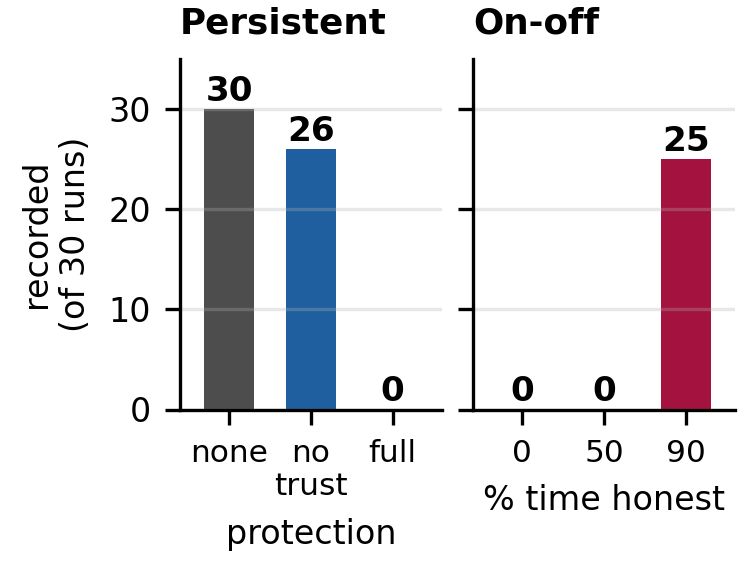 Persistent
On-off
recorded
(of 30 runs)
30
20
10
0
30
26
0
none
no
trust
full
protection
0
0
25
0
50
90
% time honest